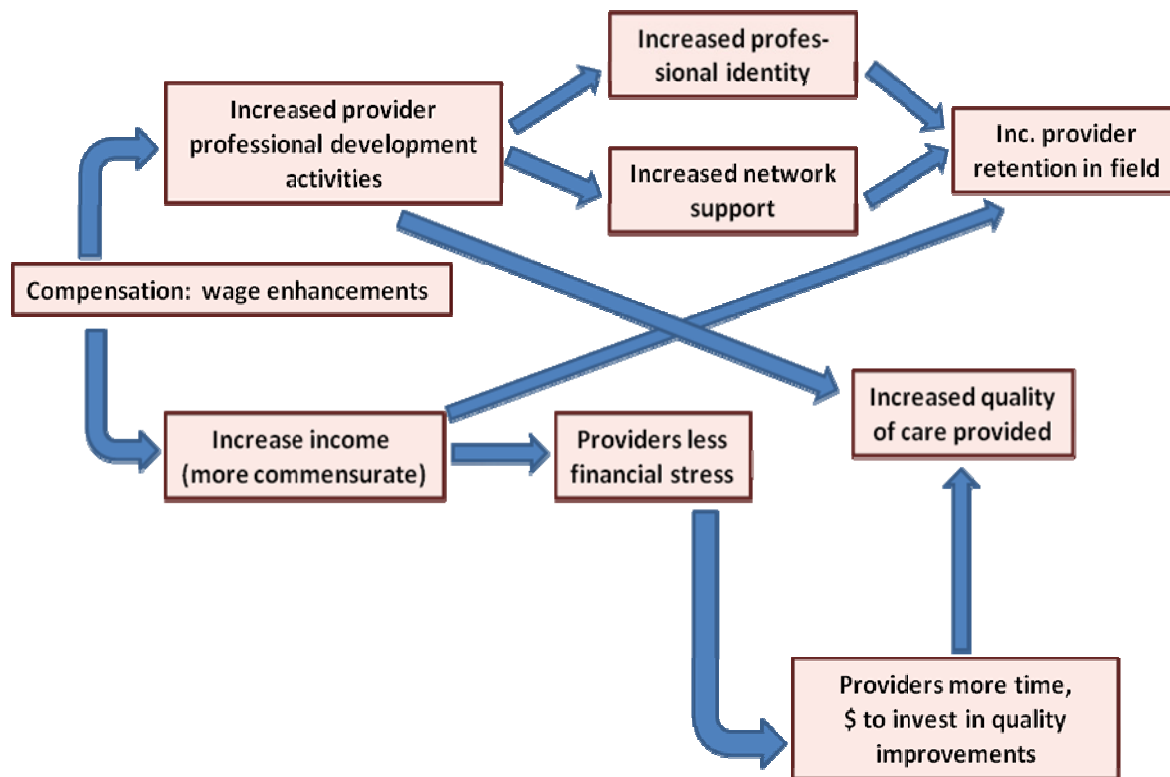 Increased profes-
sional identity
Increased provider
professional development
activities
Inc. provider
retention in field
Increased network
support
Compensation: wage enhancements
Increase income
(more commensurate)
Providers less
financial stress
Increased quality
of care provided
Providers more time,
$ to invest in quality
improvements